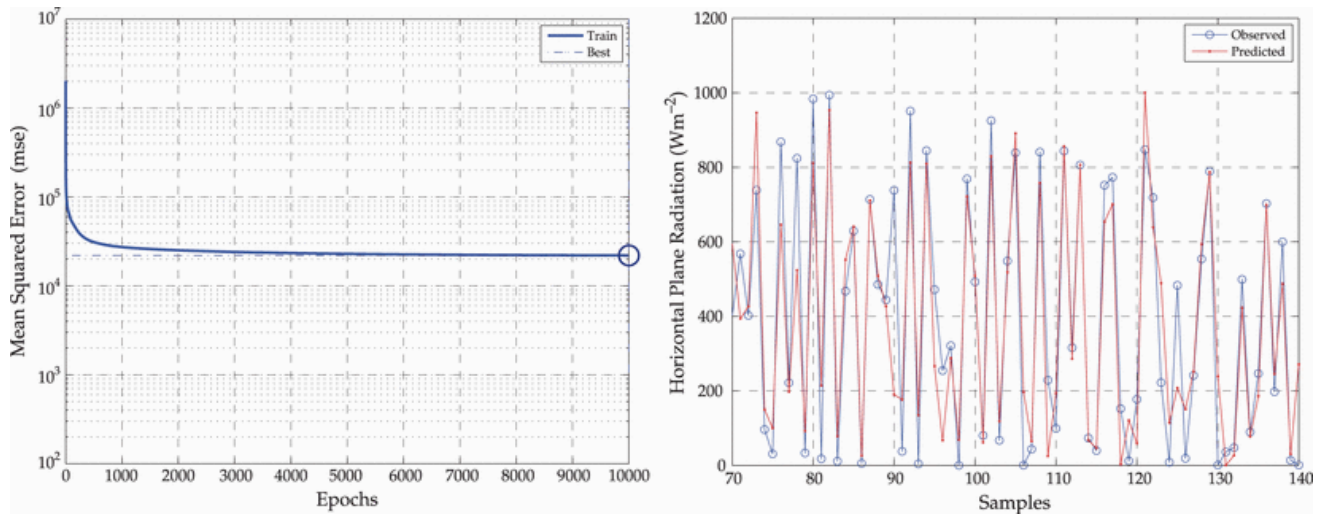 10^7
10^6
10^5
10^4
10^3
10^2
Mean Squared Error (mse)
Train
Best
0 1000 2000 3000 4000 5000 6000 7000 8000 9000 10000
Epochs
1200
1000
800
600
400
200
0
Horizontal Plane Radiation (Wm⁻²)
Observed
Predicted
70 80 90 100 110 120 130 140
Samples